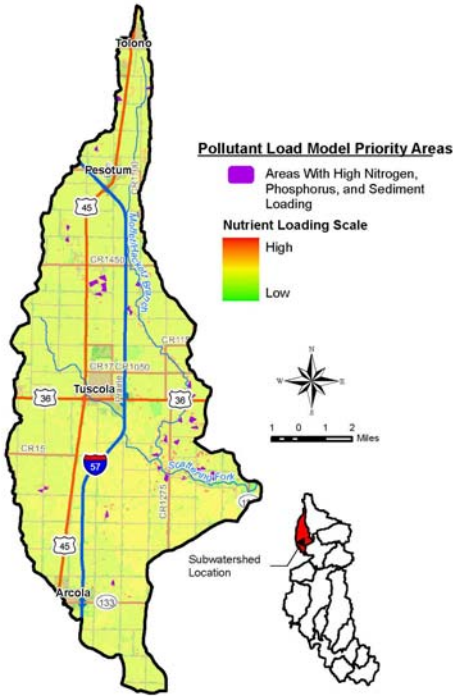 Tolono
Pollutant Load Model Priority Areas
Areas With High Nitrogen,
Phosphorus, and Sediment
Loading
Nutrient Loading Scale
High
Low
Pesotum
45
CR1450
CR1050
Tuscola
36
36
N
W
E
S
1 0 1 2
Miles
CR15
57
Scattering Fork
CR1275
45
Subwatershed
Location
Arcola
133